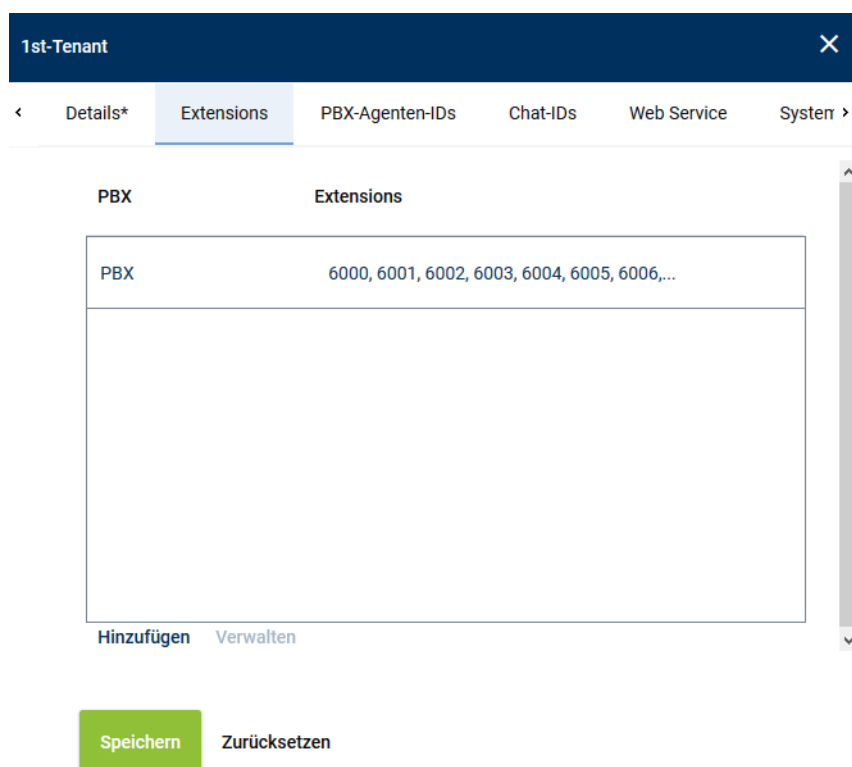 1st-Tenant
Details* Extensions PBX-Agenten-IDs Chat-IDs Web Service System
PBX Extensions
PBX 6000, 6001, 6002, 6003, 6004, 6005, 6006,...
Hinzufügen Verwalten
Speichern Zurücksetzen